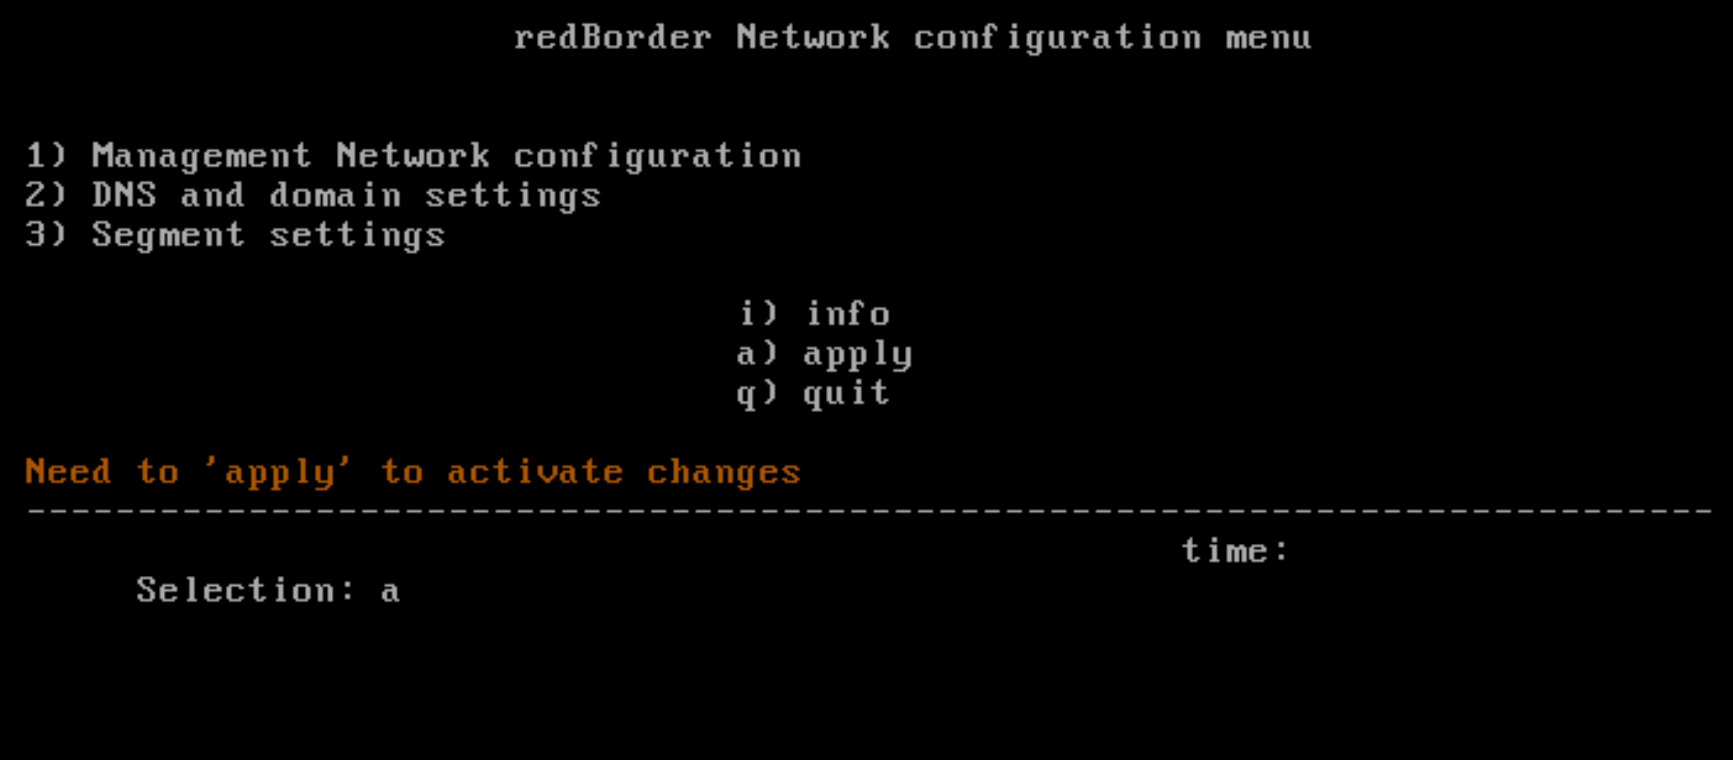 redBorder Network configuration menu
1) Management Network configuration
2) DNS and domain settings
3) Segment settings
i) info
a) apply
q) quit
Need to 'apply' to activate changes
----------------------------------------------------------------------------
time:
Selection: a